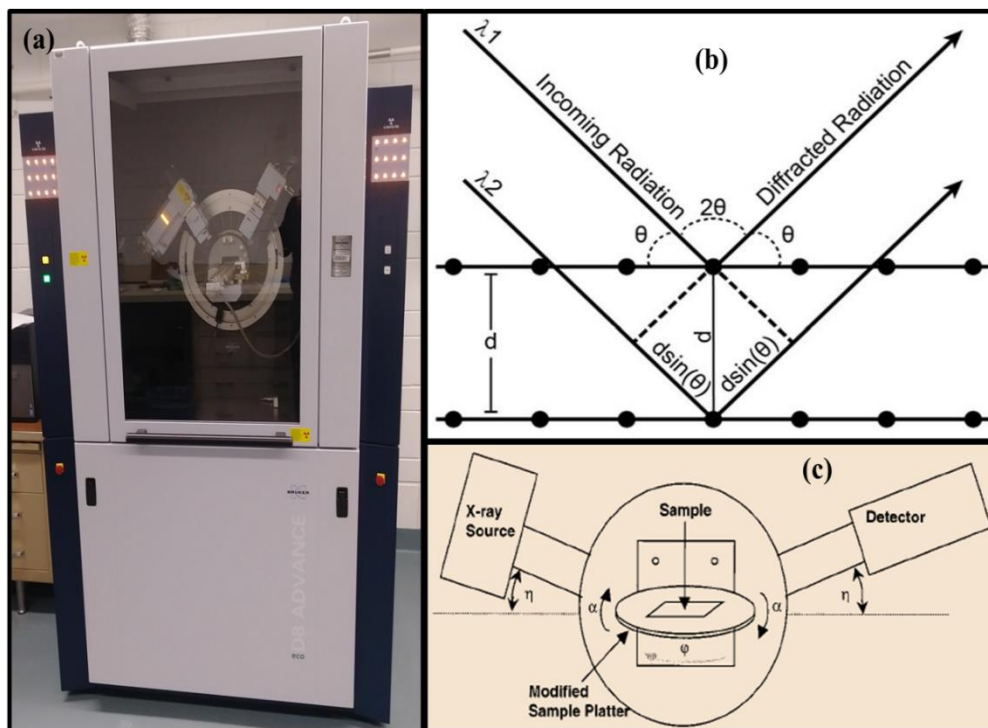 (a)
BRUKER
D8 ADVANCE
eco
(b)
λ1
Incoming Radiation
Diffracted Radiation
λ2
2θ
θ
θ
d
d
dsin(θ)
dsin(θ)
(c)
X-ray
Source
Sample
Detector
η
α
α
η
φ
Modified
Sample Platter